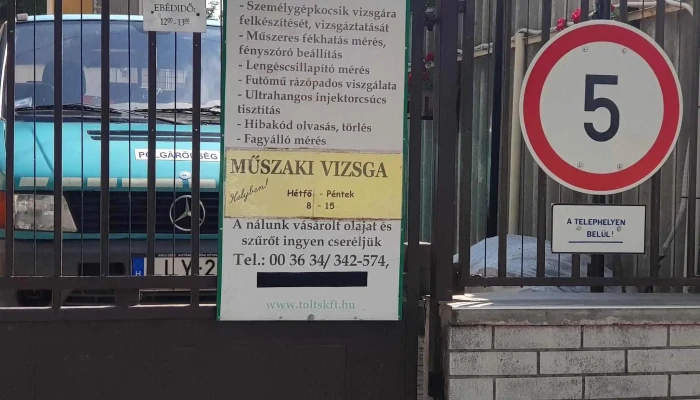 EBÉDIDŐ:
12⁰⁰ -13⁰⁰
- Személygépkocsik vizsgára
felkészítését, vizsgáztatását
- Műszeres fékhatás mérés,
fényszóró beállítás
- Lengéscsillapító mérés
- Futómű rázópados vizsgálata
- Ultrahangos injektorcsúcs
tisztítás
- Hibakód olvasás, törlés
- Fagyálló mérés
MŰSZAKI VIZSGA
Helyben!
Hétfő - Péntek
8 - 15
A nálunk vásárolt olajat és
szűrőt ingyen cseréljük
Tel.: 00 36 34/ 342-574,
www.toltskft.hu
POLGÁRŐRSÉG
H
5
A TELEPHELYEN
BELÜL!